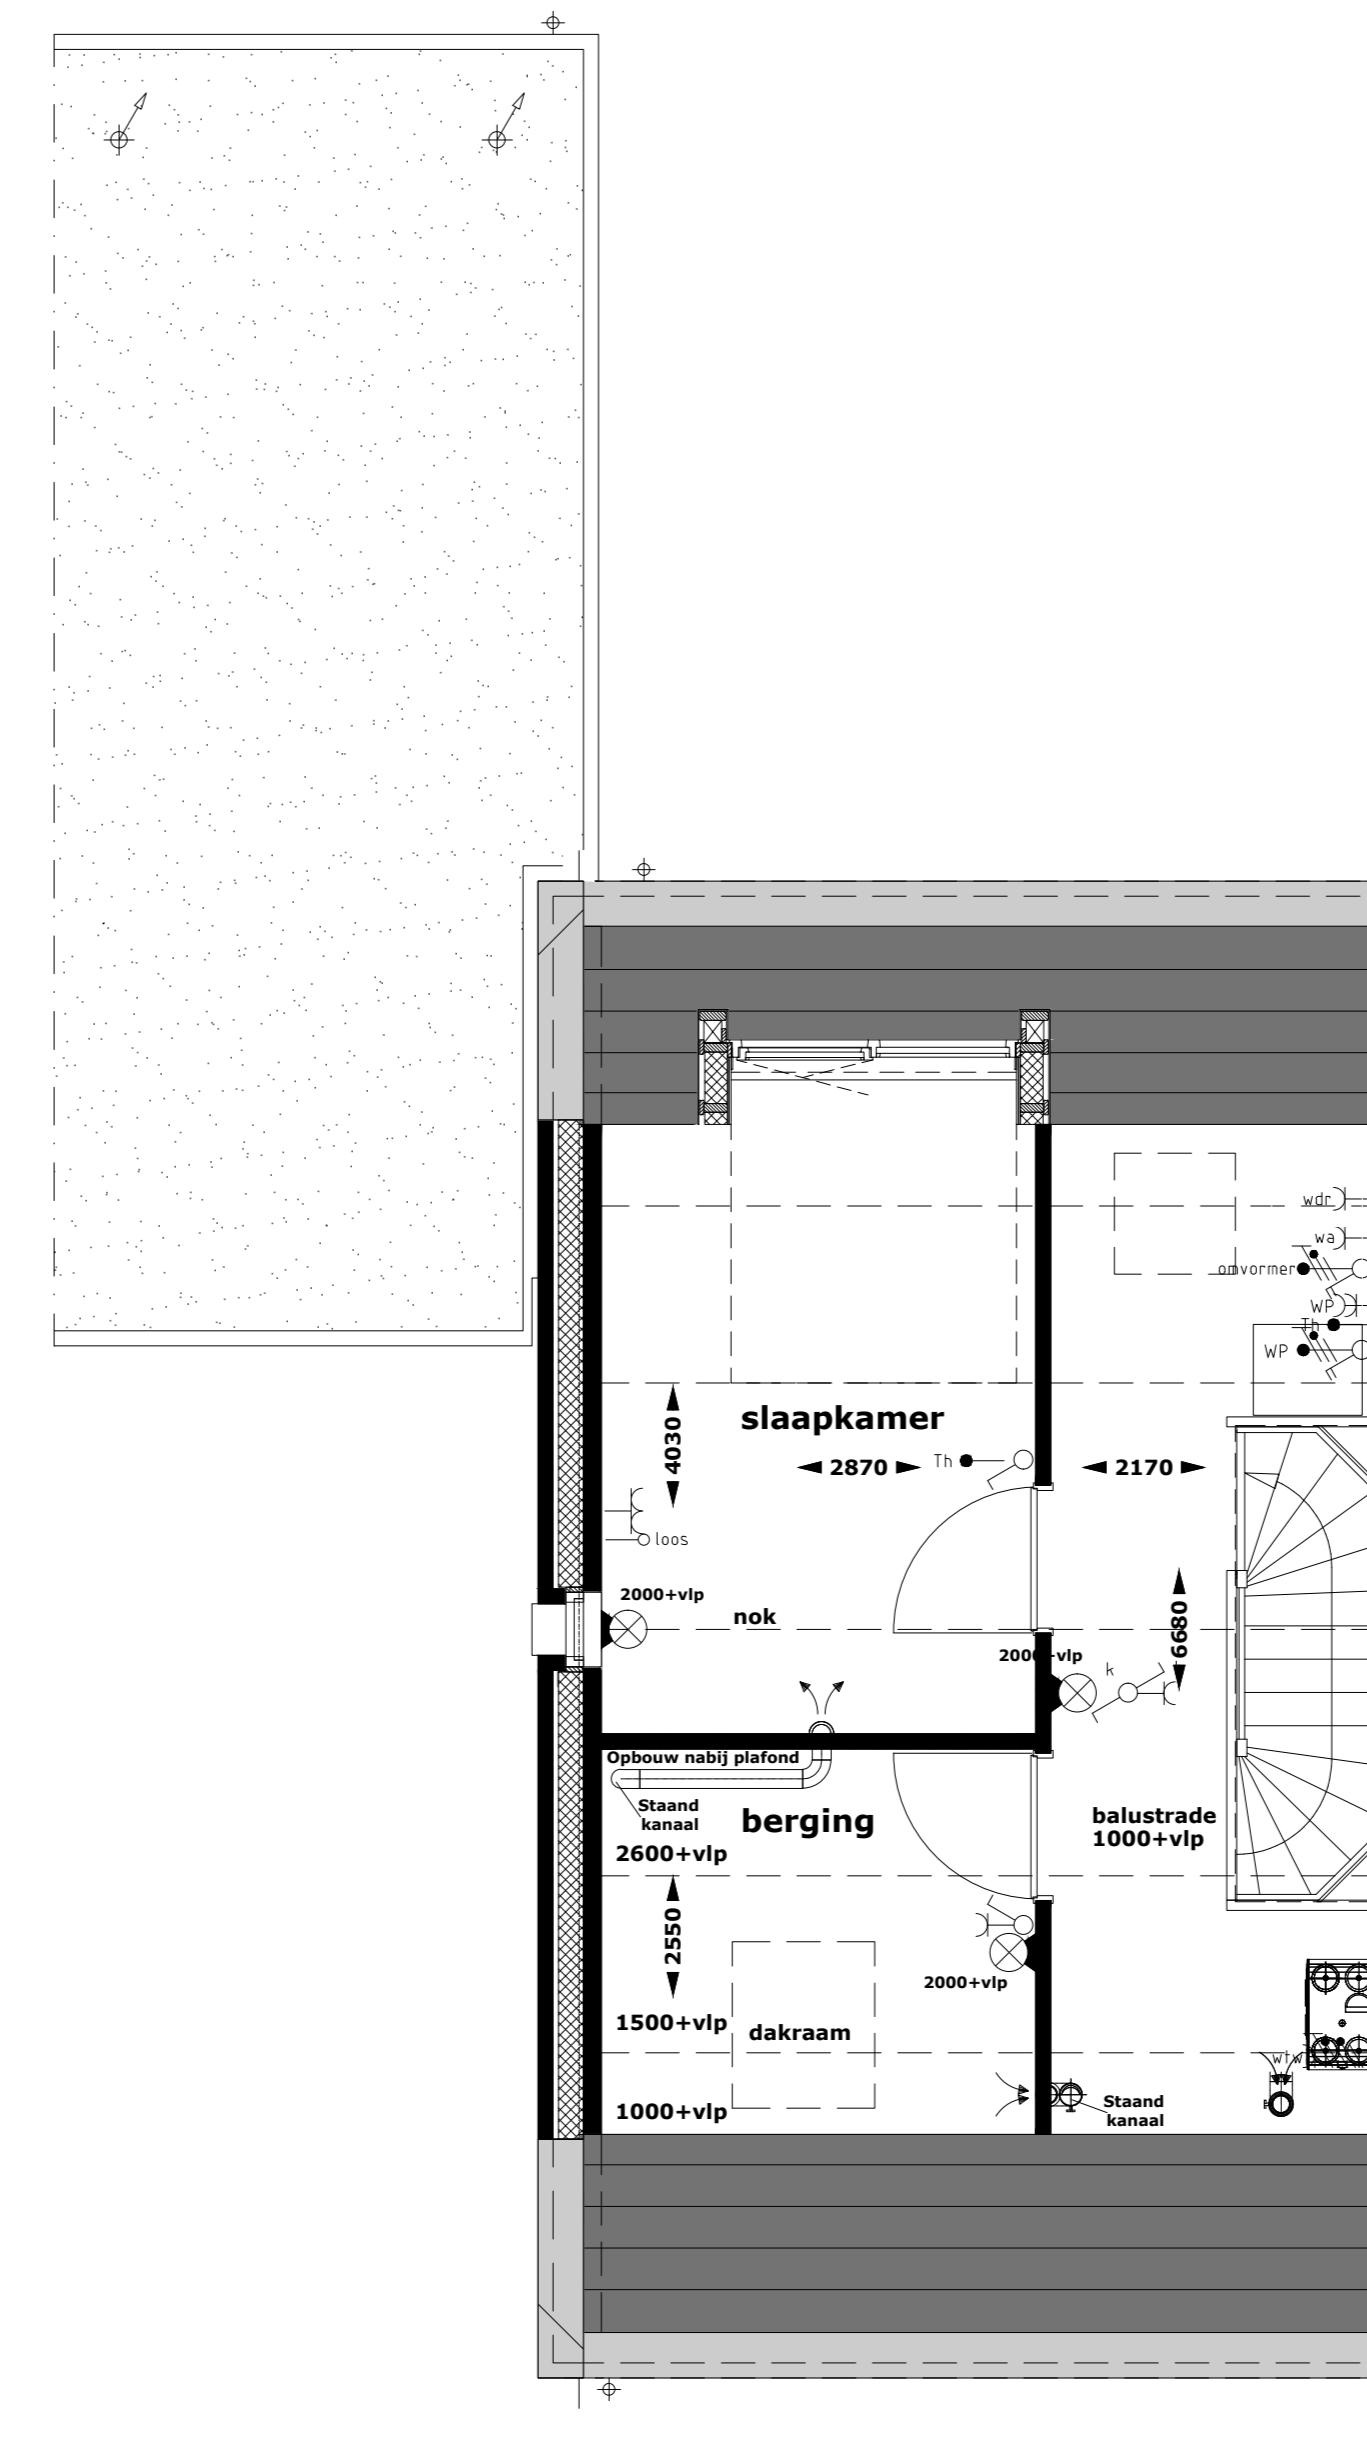 wdr
wa
omvormer
WP
Th
WP
slaapkamer
4030
2870
Th
2170
loos
2000+vlp
nok
6680
2000+vlp
k
Opbouw nabij plafond
Staand
kanaal
berging
balustrade
1000+vlp
2600+vlp
2550
2000+vlp
1500+vlp
dakraam
wtw
1000+vlp
Staand
kanaal